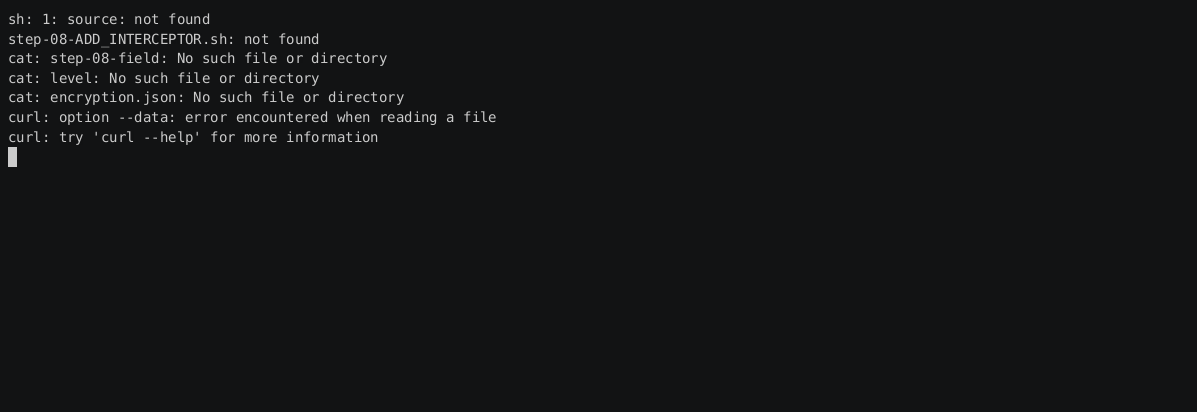 sh: 1: source: not found
step-08-ADD_INTERCEPTOR.sh: not found
cat: step-08-field: No such file or directory
cat: level: No such file or directory
cat: encryption.json: No such file or directory
curl: option --data: error encountered when reading a file
curl: try 'curl --help' for more information